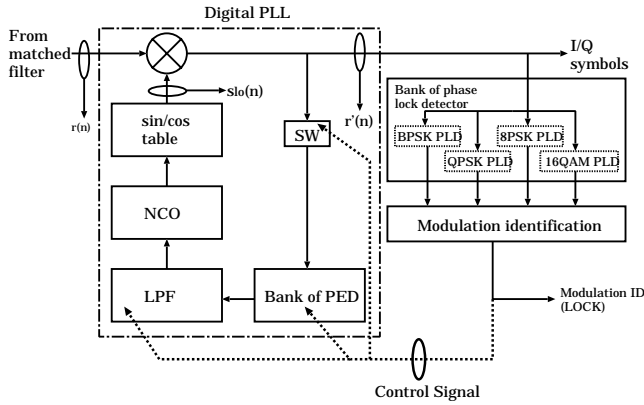 Digital PLL
From
matched
filter
I/Q
symbols
r(n)
slo(n)
r'(n)
sin/cos
table
SW
Bank of phase
lock detector
BPSK PLD
8PSK PLD
QPSK PLD
16QAM PLD
NCO
Modulation identification
LPF
Bank of PED
Modulation ID
(LOCK)
Control Signal